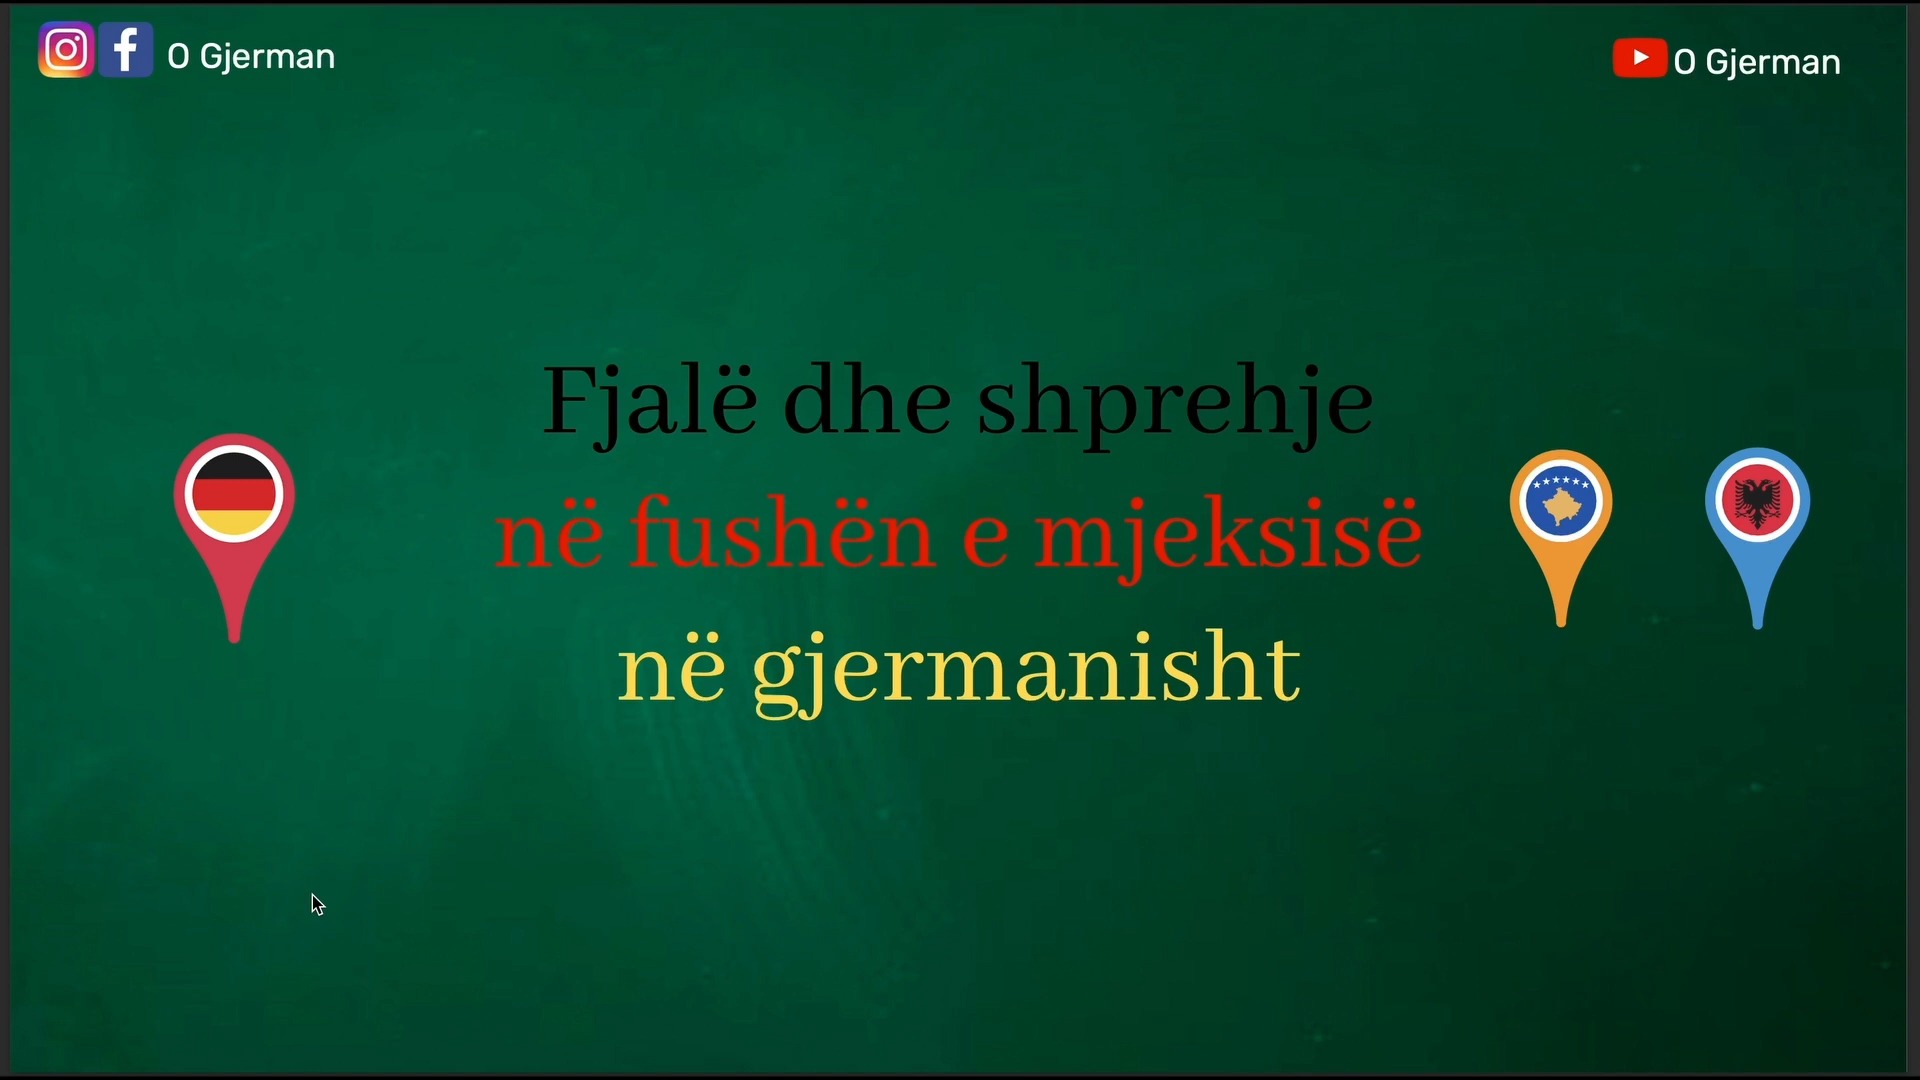 O Gjerman
O Gjerman
Fjalë dhe shprehje
në fushën e mjeksisë
në gjermanisht